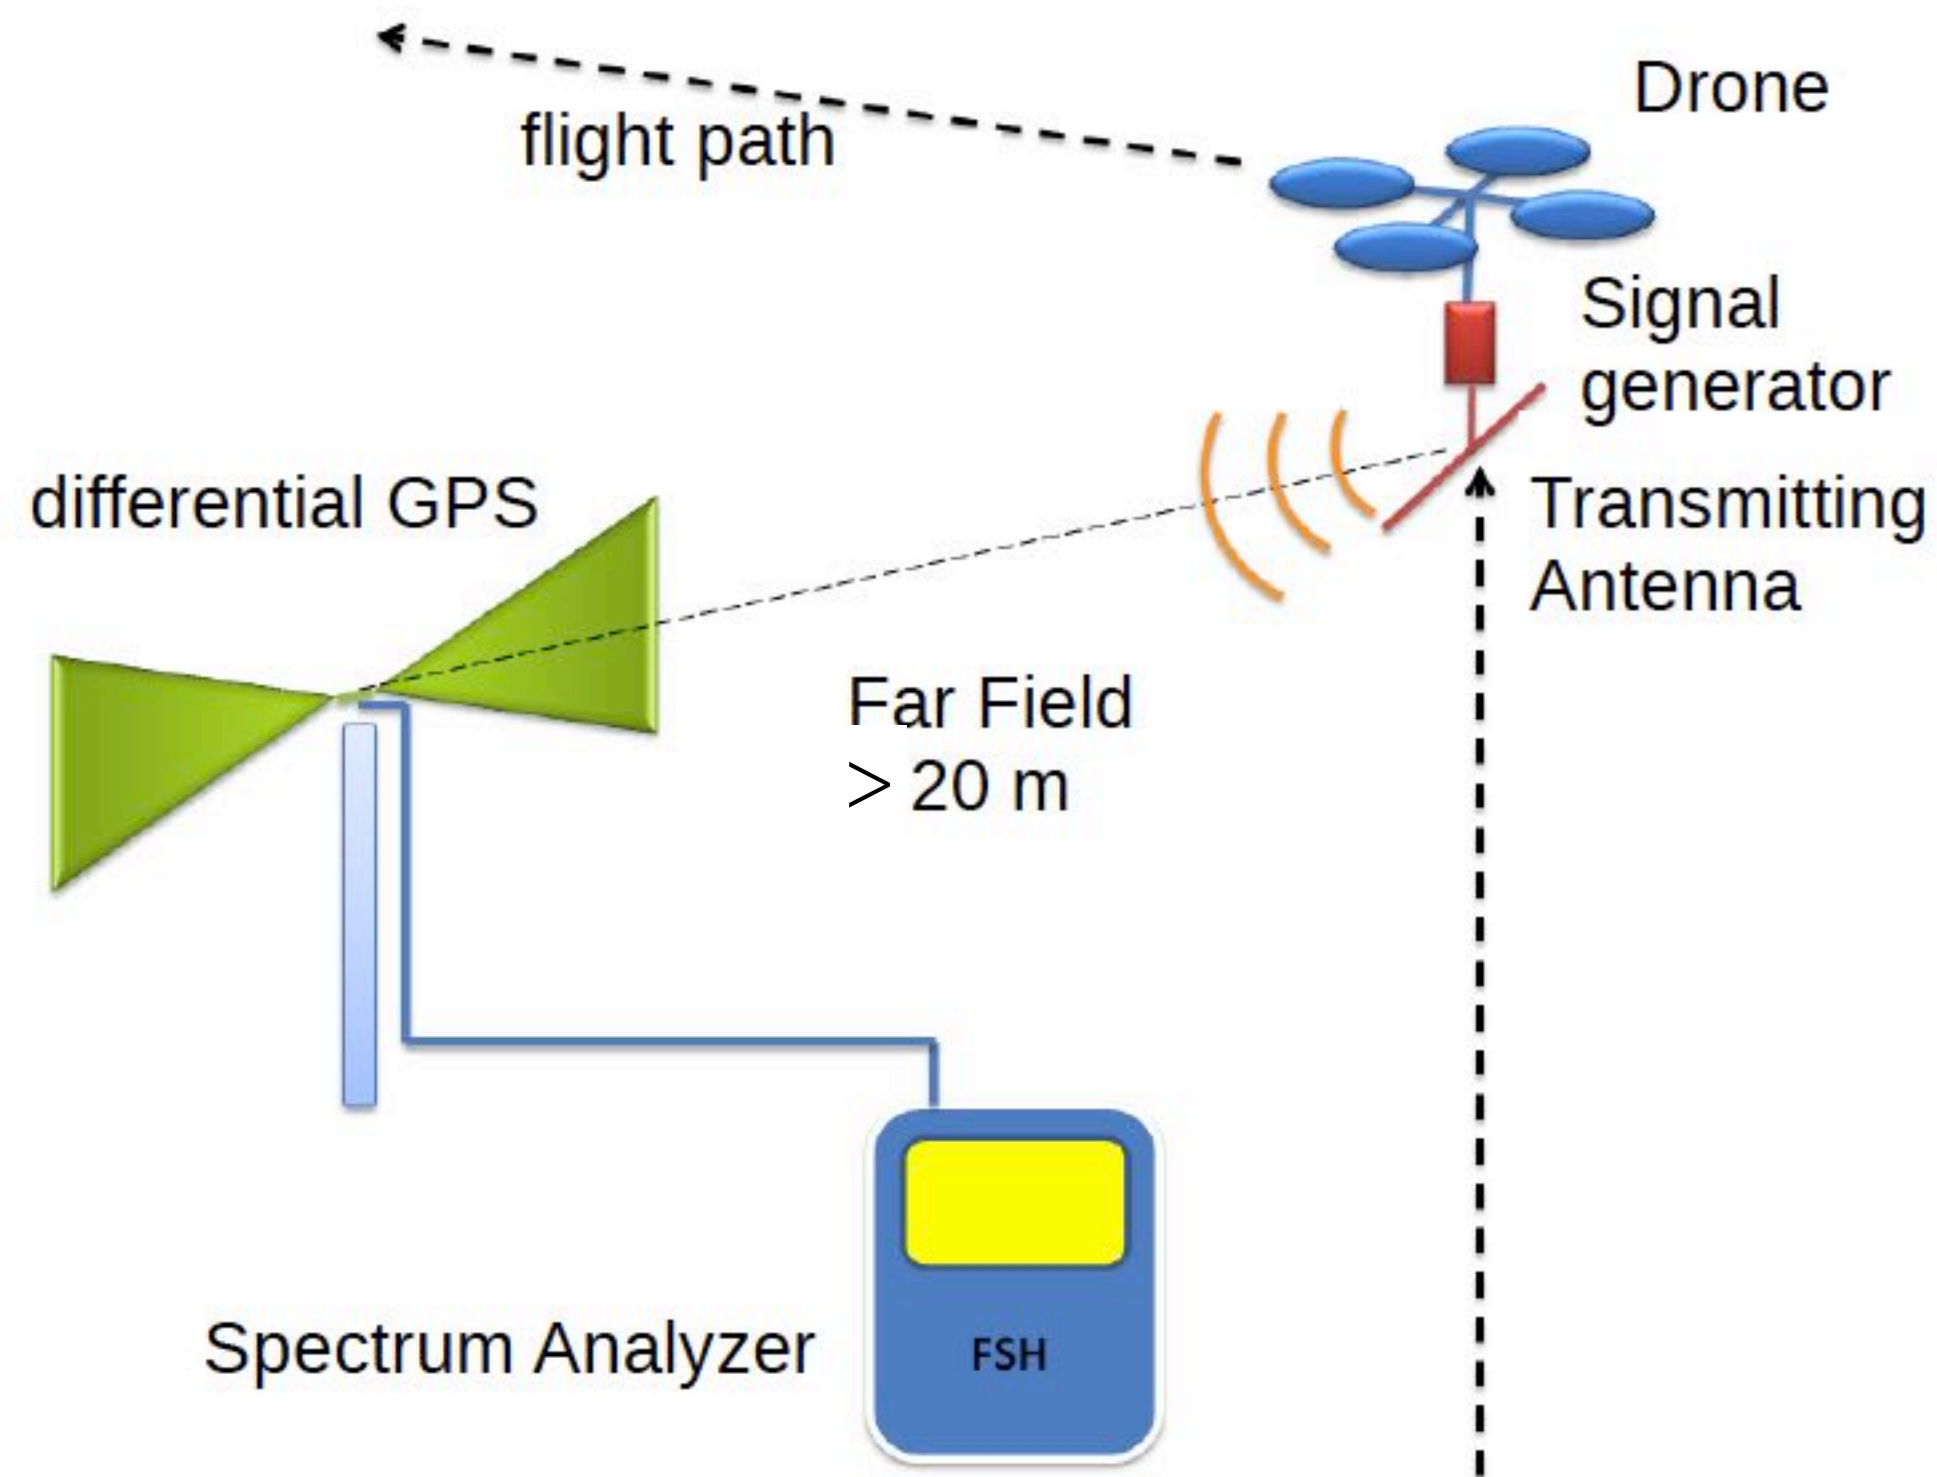 Drone
flight path
Signal
generator
differential GPS
Transmitting
Antenna
Far Field
> 20 m
Spectrum Analyzer
FSH